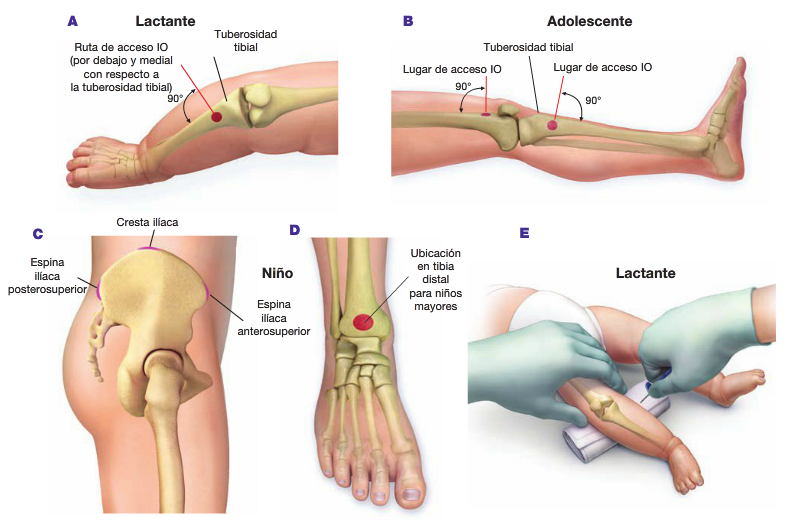 A
Lactante
Ruta de acceso IO
(por debajo y medial
con respecto a
la tuberosidad tibial)
Tuberosidad
tibial
90°
B
Adolescente
Tuberosidad tibial
Lugar de acceso IO
Lugar de acceso IO
90°
90°
C
Cresta ilíaca
Espina
ilíaca
posterosuperior
Niño
Espina
ilíaca
anterosuperior
D
Ubicación
en tibia
distal
para niños
mayores
E
Lactante